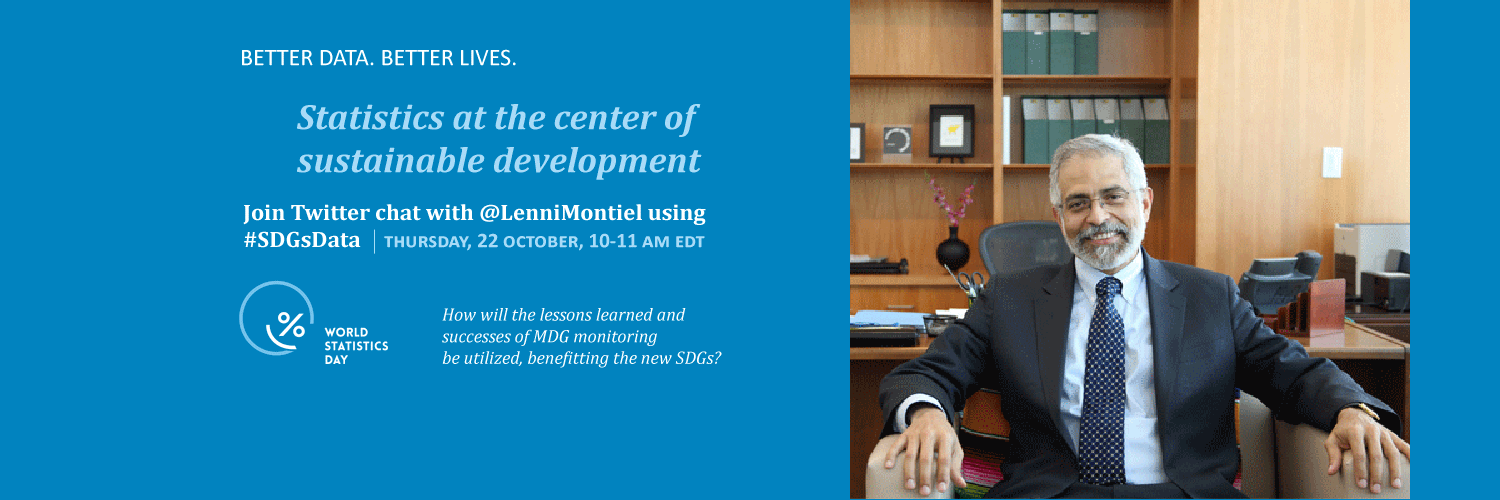 BETTER DATA. BETTER LIVES.
Statistics at the center of
sustainable development
Join Twitter chat with @LenniMontiel using
#SDGsData | THURSDAY, 22 OCTOBER, 10-11 AM EDT
%
WORLD
STATISTICS
DAY
How will the lessons learned and
successes of MDG monitoring
be utilized, benefitting the new SDGs?